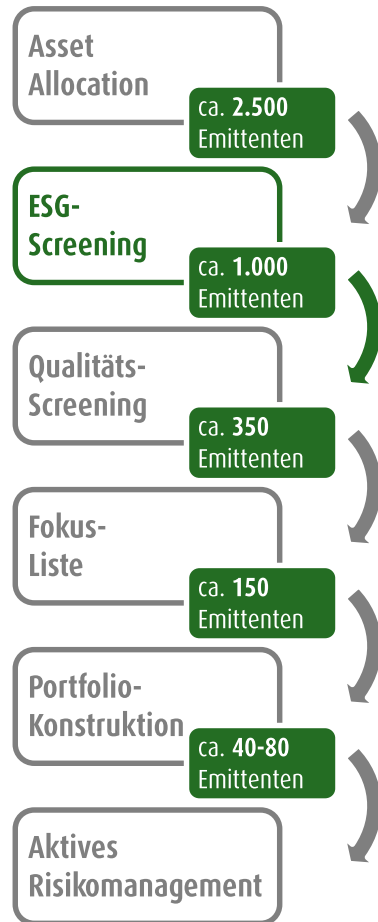 Asset
Allocation
ca. 2.500
Emittenten
ESG-
Screening
ca. 1.000
Emittenten
Qualitäts-
Screening
ca. 350
Emittenten
Fokus-
Liste
ca. 150
Emittenten
Portfolio-
Konstruktion
ca. 40-80
Emittenten
Aktives
Risikomanagement